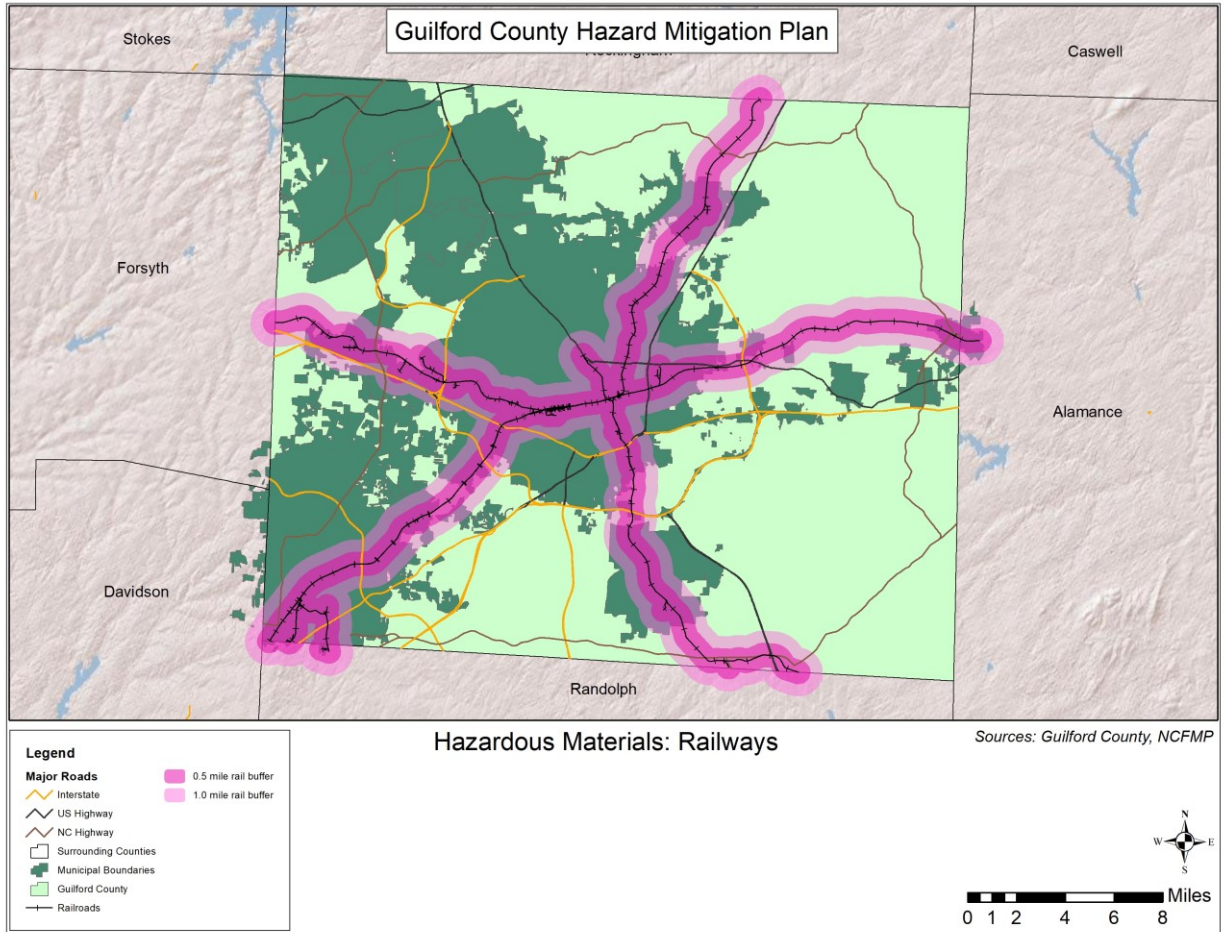 Guilford County Hazard Mitigation Plan
Stokes
Rockingham
Caswell
Forsyth
Alamance
Davidson
Randolph
Hazardous Materials: Railways
Sources: Guilford County, NCFMP
Legend
Major Roads
Interstate
US Highway
NC Highway
Surrounding Counties
Municipal Boundaries
Guilford County
Railroads
0.5 mile rail buffer
1.0 mile rail buffer
N
W E
S
Miles
0 1 2 4 6 8